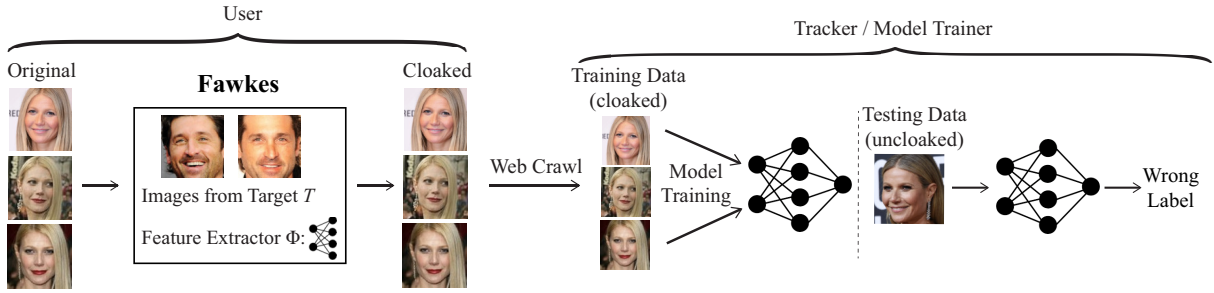 User
Tracker / Model Trainer
Original
Fawkes
Cloaked
Images from Target T
Feature Extractor Φ:
Web Crawl
Training Data
(cloaked)
Model
Training
Testing Data
(uncloaked)
Wrong
Label